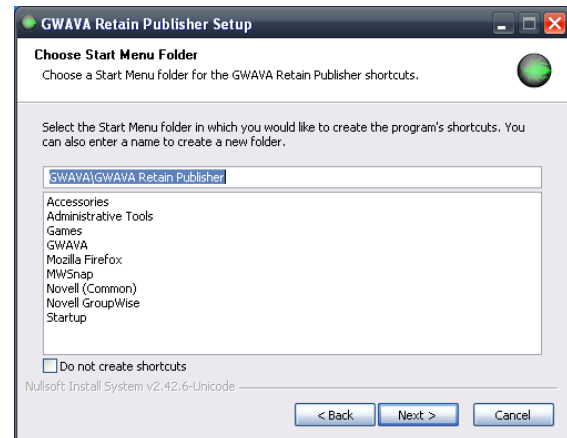 GWAVA Retain Publisher Setup
Choose Start Menu Folder
Choose a Start Menu folder for the GWAVA Retain Publisher shortcuts.
Select the Start Menu folder in which you would like to create the program's shortcuts. You
can also enter a name to create a new folder.
GWAVA\GWAVA Retain Publisher
Accessories
Administrative Tools
Games
GWAVA
Mozilla Firefox
MWSnap
Novell (Common)
Novell GroupWise
Startup
Do not create shortcuts
Nullsoft Install System v2.42.6-Unicode
< Back Next > Cancel